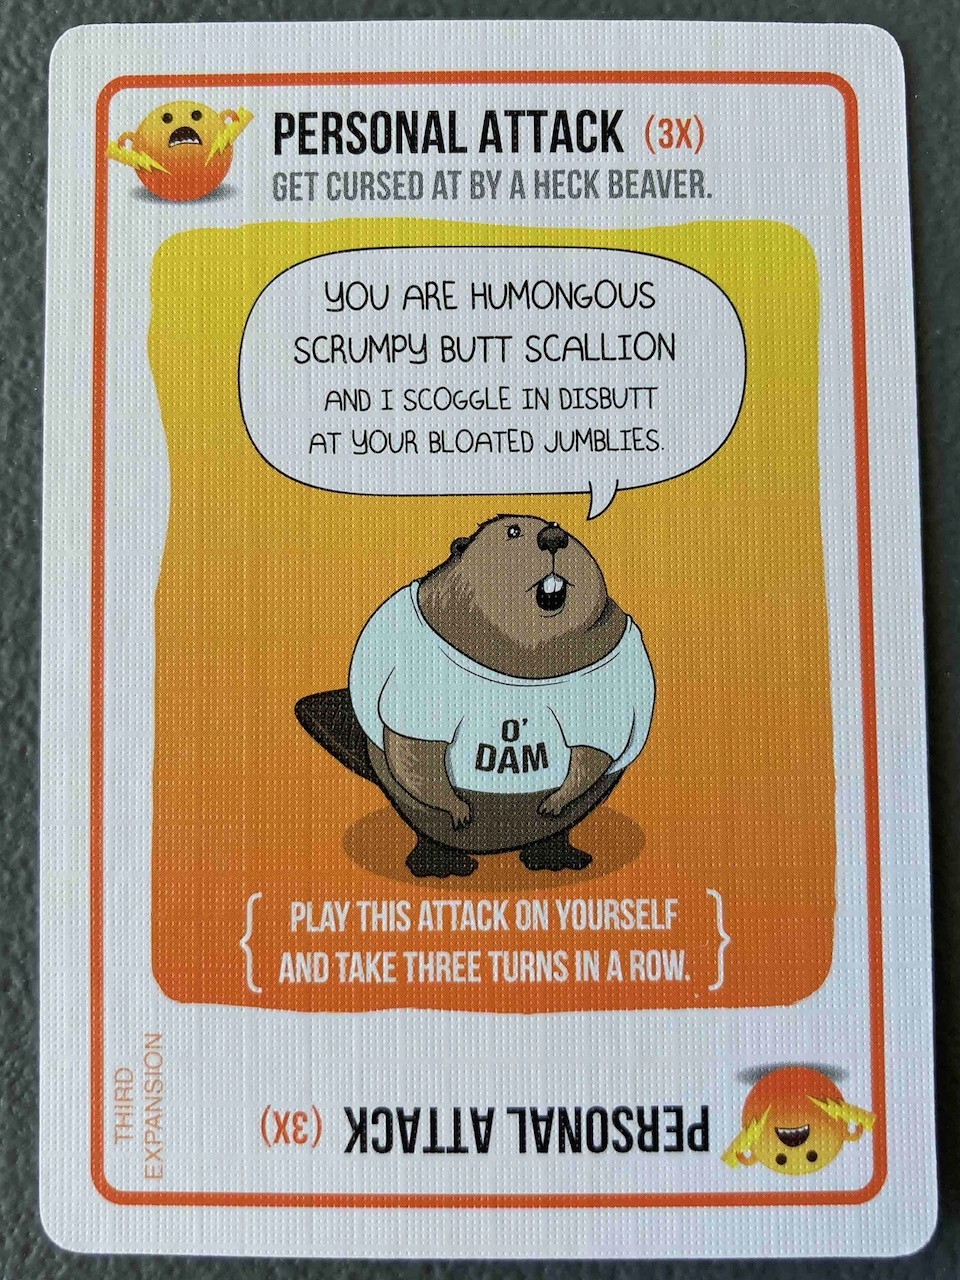 PERSONAL ATTACK (3X)
GET CURSED AT BY A HECK BEAVER.
YOU ARE HUMONGOUS
SCRUMPY BUTT SCALLION
AND I SCOGGLE IN DISBUTT
AT YOUR BLOATED JUMBLIES.
O'
DAM
{ PLAY THIS ATTACK ON YOURSELF
AND TAKE THREE TURNS IN A ROW. }
THIRD
EXPANSION
PERSONAL ATTACK (3X)